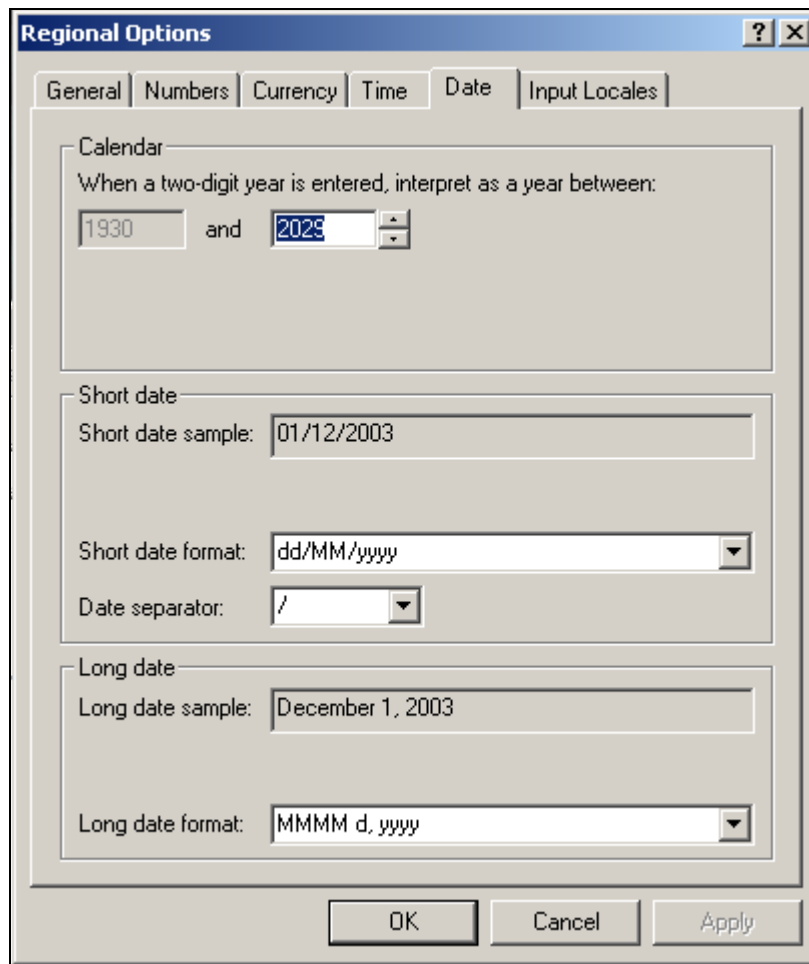 Regional Options
General Numbers Currency Time Date Input Locales
Calendar
When a two-digit year is entered, interpret as a year between:
1930 and 2029
Short date
Short date sample: 01/12/2003
Short date format: dd/MM/yyyy
Date separator: /
Long date
Long date sample: December 1, 2003
Long date format: MMMM d, yyyy
OK Cancel Apply